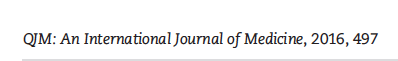 QJM: An International Journal of Medicine, 2016, 497